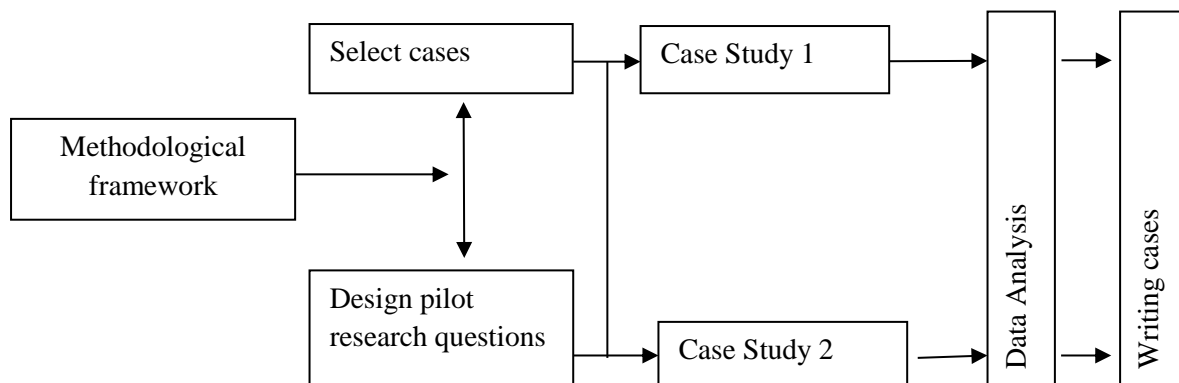 Select cases
Case Study 1
Methodological
framework
Design pilot
research questions
Case Study 2
Data Analysis
Writing cases